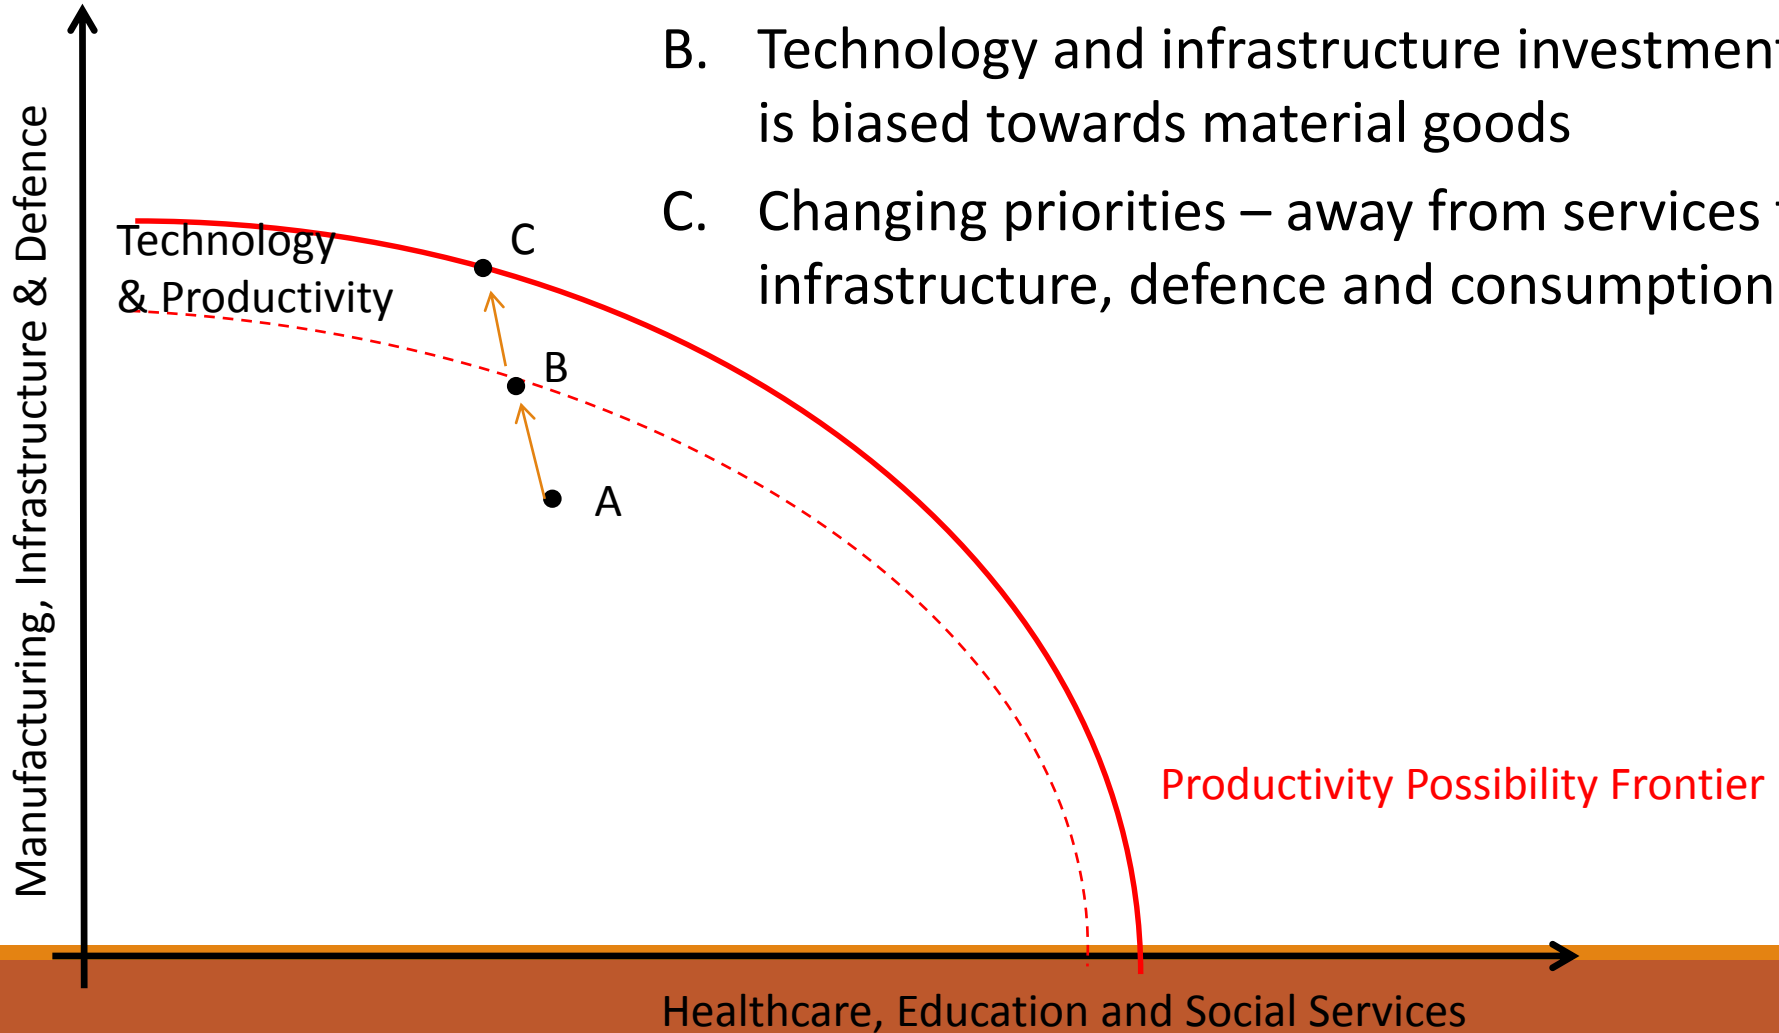 B. Technology and infrastructure investment
is biased towards material goods
C. Changing priorities – away from services
infrastructure, defence and consumption
Manufacturing, Infrastructure & Defence
Technology
& Productivity
C
B
A
Productivity Possibility Frontier
Healthcare, Education and Social Services